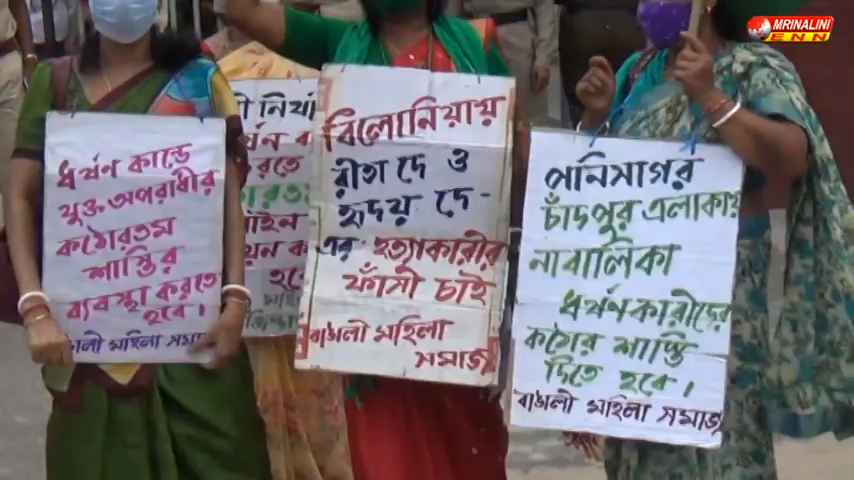 MRINALINI
ENN
ধর্ষণ কান্ডে
যুক্ত অপরাধীর
কঠোরতম
শাস্তির
ব্যবস্থা করতে
হবে।
মহিলা সমাজ
বিলোনিয়ায়
রীতা দে ও
হৃদয় দে-
এর হত্যাকারীর
ফাঁসী চাই
বাঙালী মহিলা
সমাজ
পানিসাগর
চাঁদপুর এলাকায়
নাবালিকা
ধর্ষণকারীদের
কঠোর শাস্তি
দিতে হবে।
বাঙালী মহিলা সমাজ